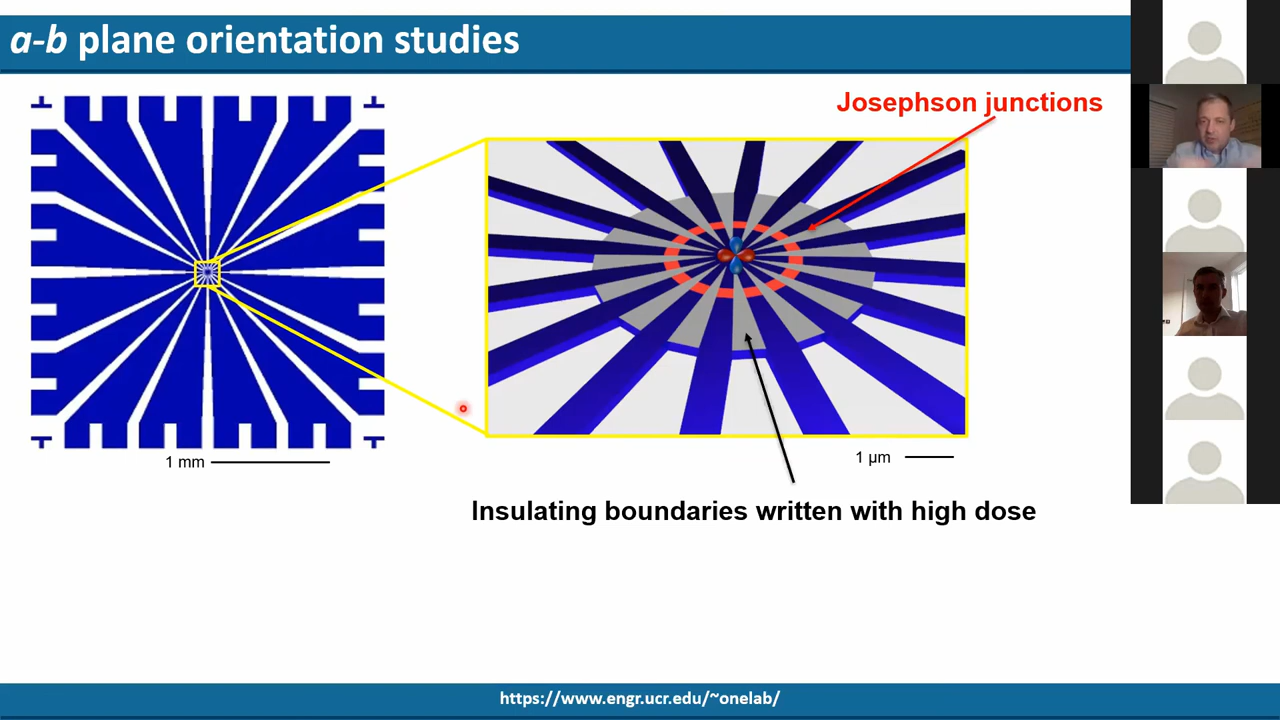 a-b plane orientation studies
Josephson junctions
1 mm
1 µm
Insulating boundaries written with high dose
https://www.engr.ucr.edu/~onelab/